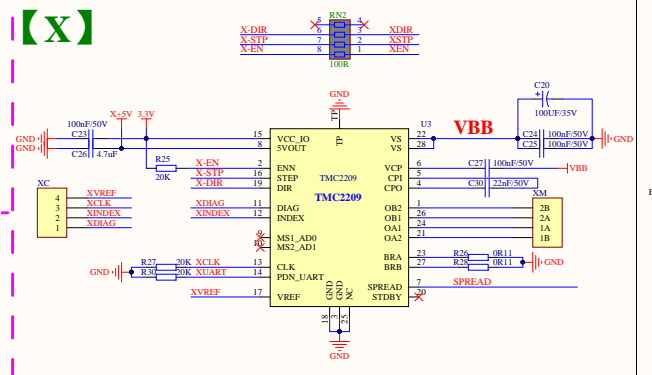 【X】
RN2
5 4
X-DIR 6 3 XDIR
X-STP 7 2 XSTP
X-EN 8 1 XEN
100R
GND
TP
C20
100UF/35V
X+5V 3.3V
100nF/50V
C23
GND
GND
C26 4.7uF
U3
VBB
15 VCC_IO
8 5VOUT
TP
VS 22
VS 28
C24 100nF/50V
C25 100nF/50V
GND
R25
20K
X-EN 2 ENN
X-STP 16 STEP
X-DIR 19 DIR
TMC2209
TMC2209
VCP 6 C27 100nF/50V VBB
CPI 5
CPO 4 C30 22nF/50V
XC
4 XVREF
3 XCLK
2 XINDEX
1 XDIAG
XDIAG 11 DIAG
XINDEX 12 INDEX
XM
OB2 1 2B
OB1 26 2A
OA1 24 1A
OA2 21 1B
9 MS1_AD0
10 MS2_AD1
GND
R27 20K XCLK 13 CLK
R30 20K XUART 14 PDN_UART
BRA 23 R26 0R11
BRB 27 R28 0R11
GND
XVREF 17 VREF
SPREAD 7 SPREAD
STDBY 20
GND
GND
NC
18
3
25
GND